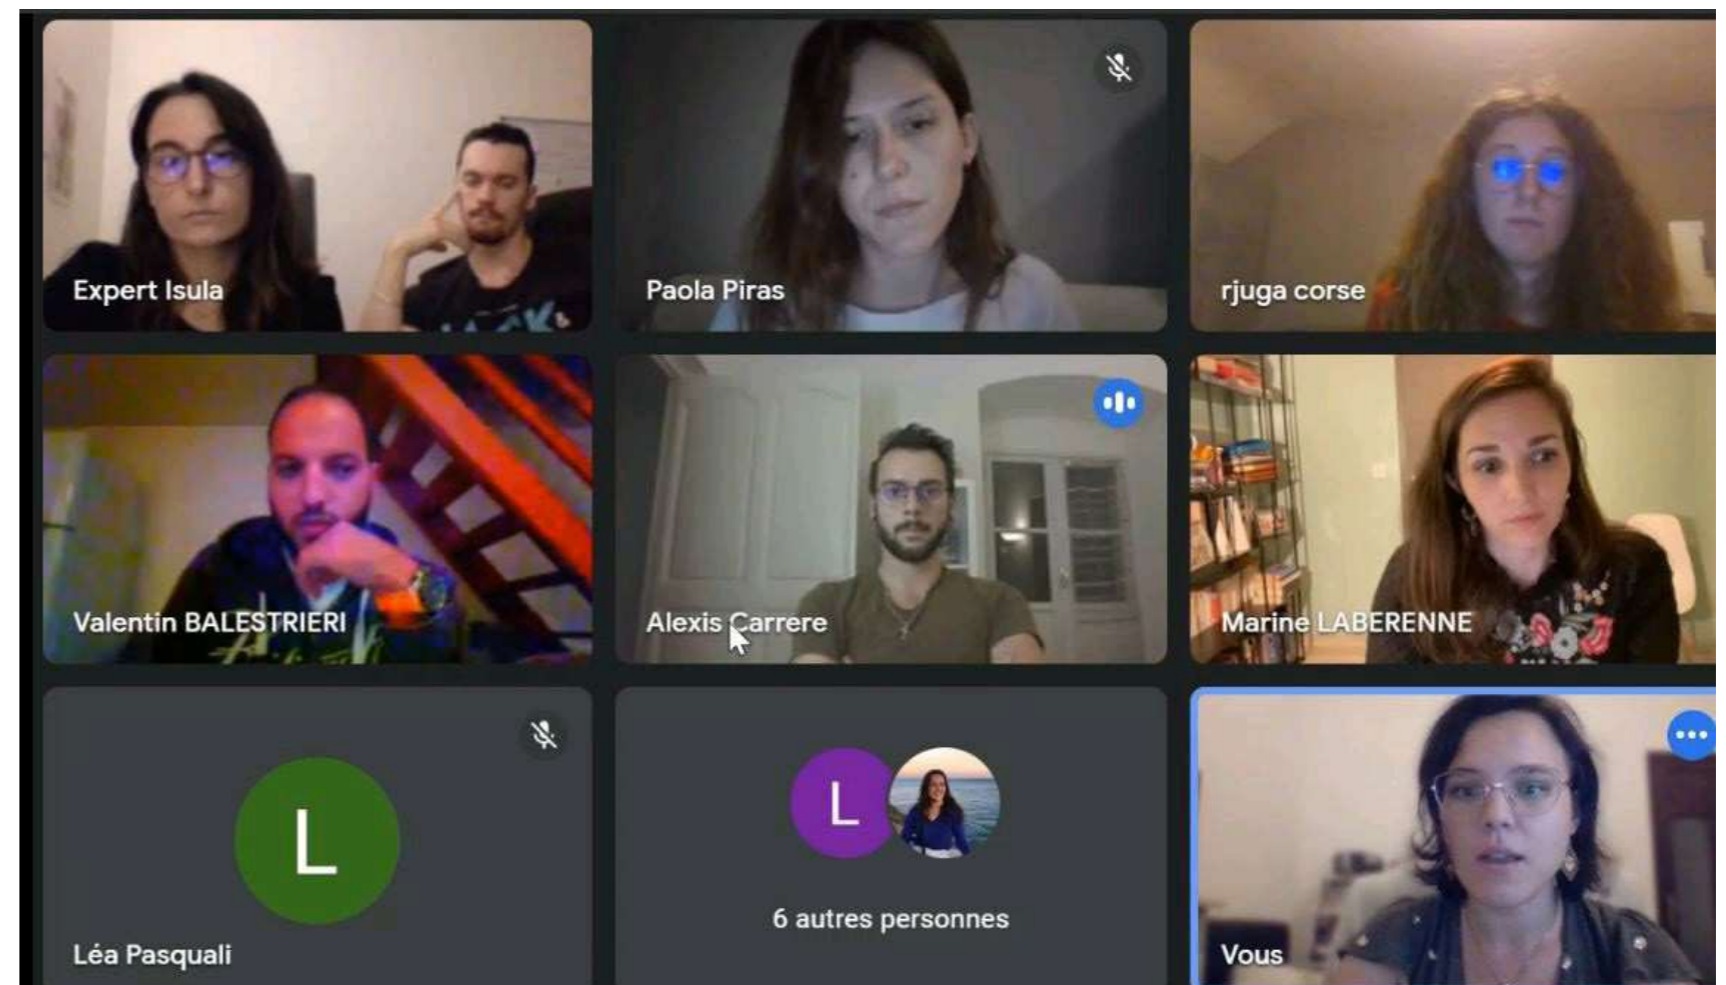 Expert Isula
Paola Piras
rjuga corse
Valentin BALESTRIERI
Alexis Carrere
Marine LABERENNE
L
L
Léa Pasquali
6 autres personnes
Vous